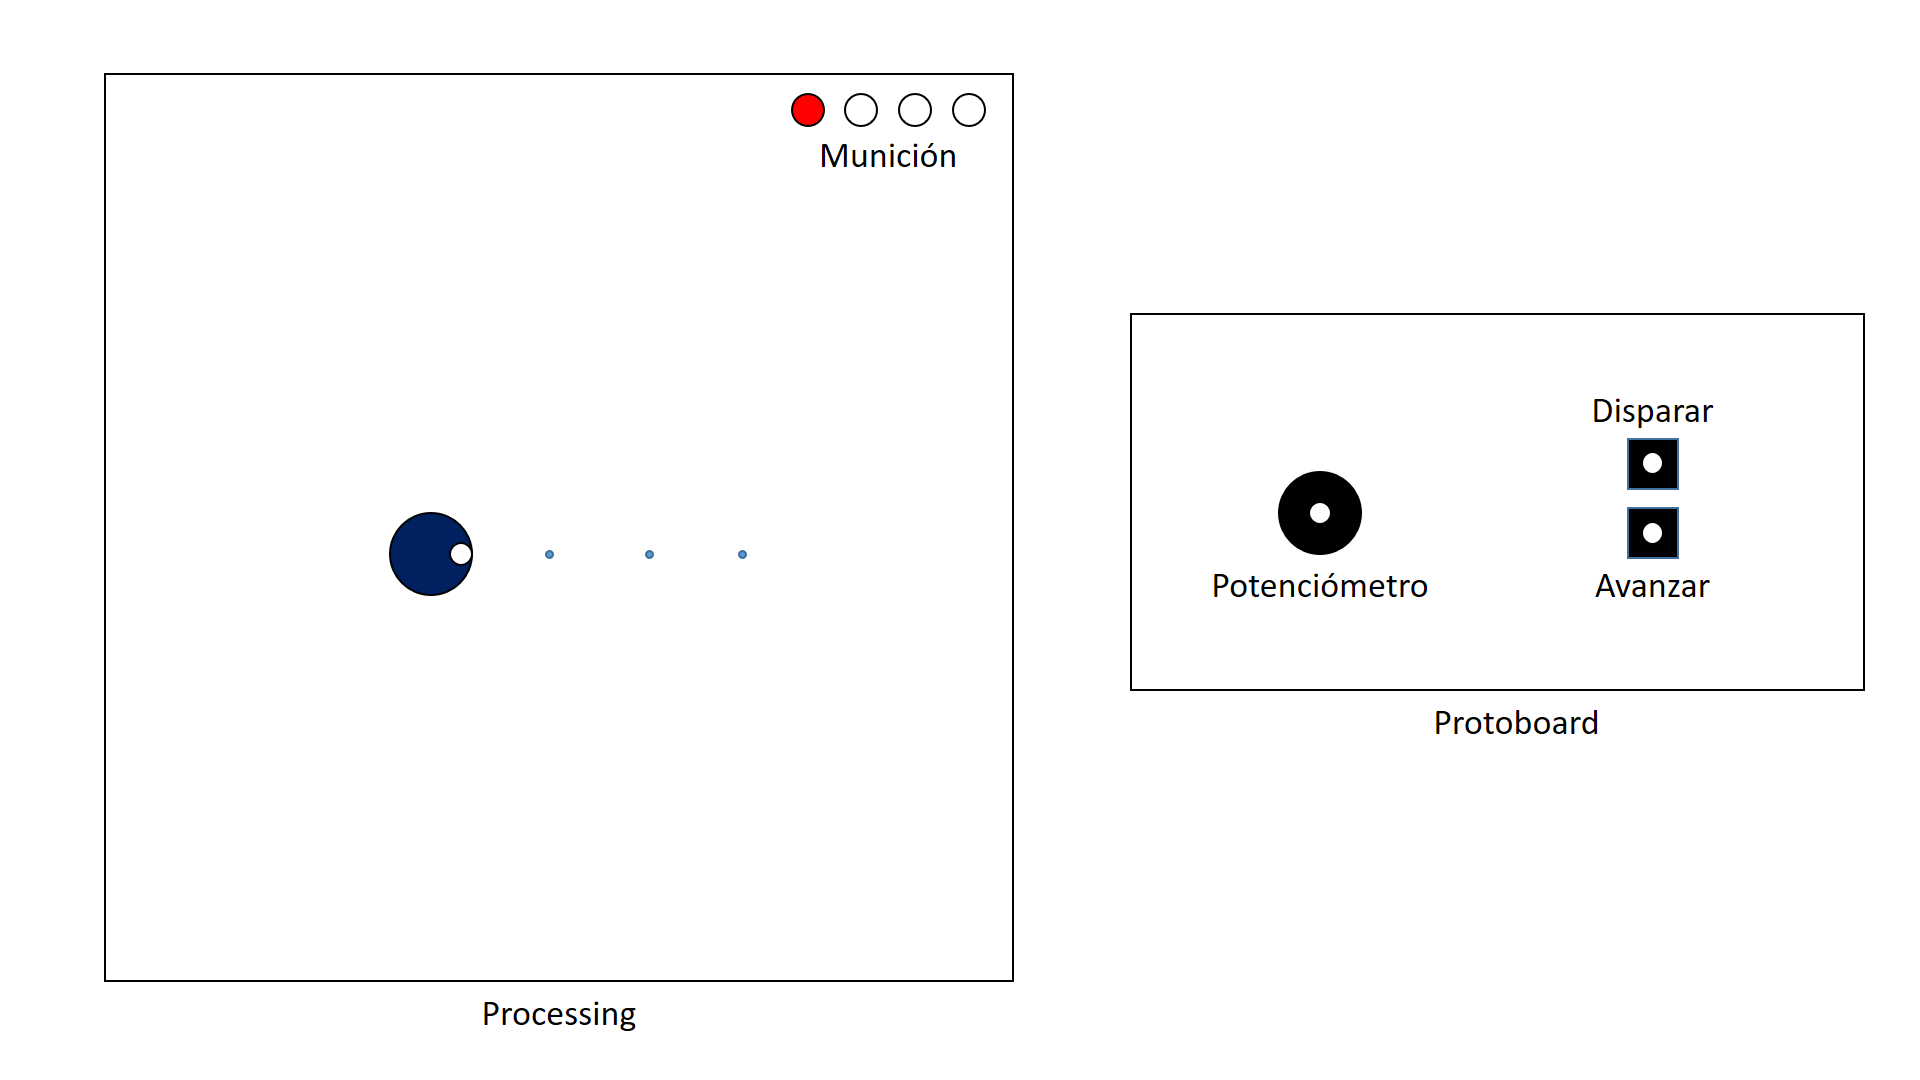 Munición
Processing
Disparar
Potenciómetro
Avanzar
Protoboard